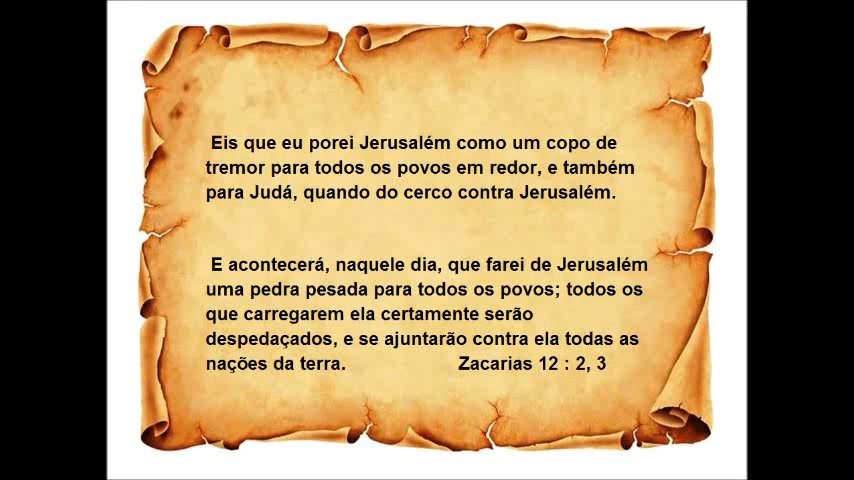 Eis que eu porei Jerusalém como um copo de
tremor para todos os povos em redor, e também
para Judá, quando do cerco contra Jerusalém.
E acontecerá, naquele dia, que farei de Jerusalém
uma pedra pesada para todos os povos; todos os
que carregarem ela certamente serão
despedaçados, e se ajuntarão contra ela todas as
nações da terra. Zacarias 12 : 2, 3